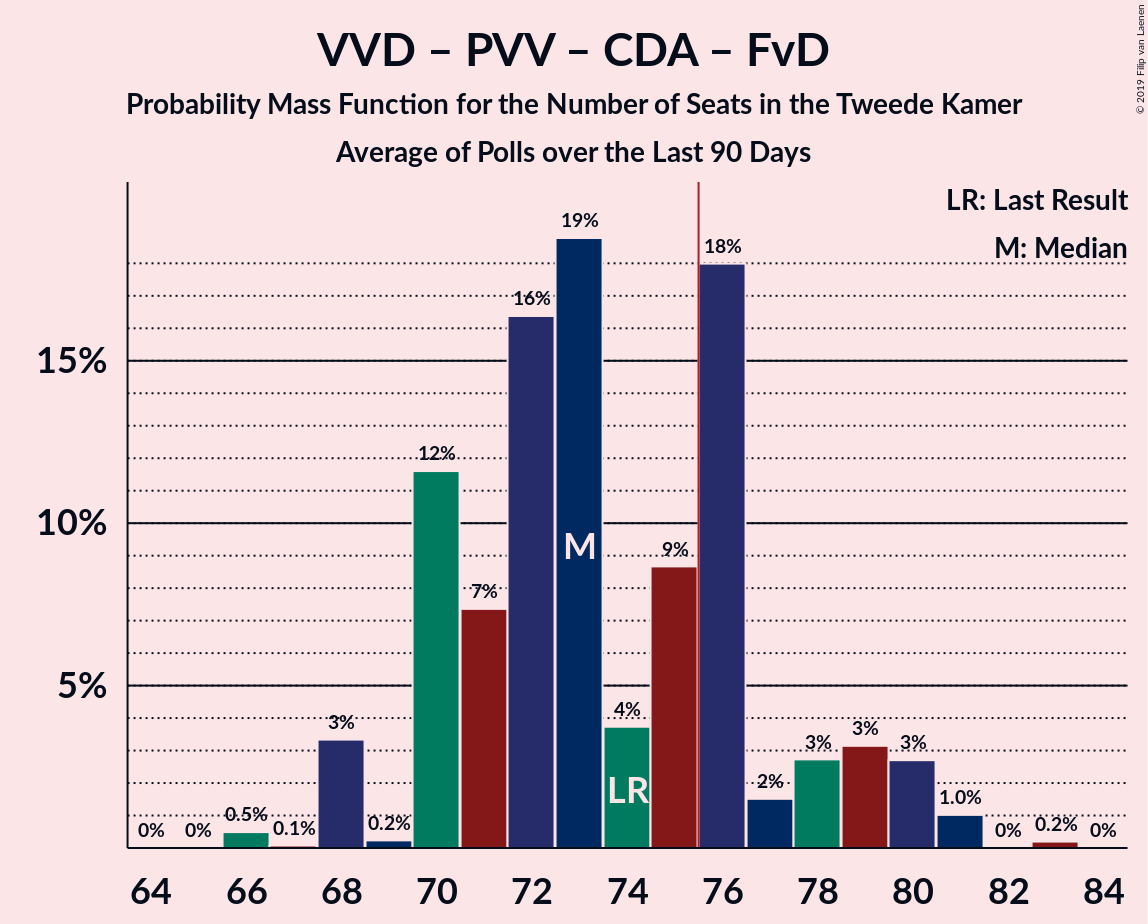 VVD – PVV – CDA – FvD
Probability Mass Function for the Number of Seats in the Tweede Kamer
Average of Polls over the Last 90 Days
© 2019 Filip van Laenen
LR: Last Result
M: Median
15%
10%
5%
0%
0%
0.5%
0.1%
3%
0.2%
12%
7%
16%
19%
4%
9%
18%
2%
3%
3%
3%
1.0%
0%
0.2%
0%
M
LR
64 66 68 70 72 74 76 78 80 82 84